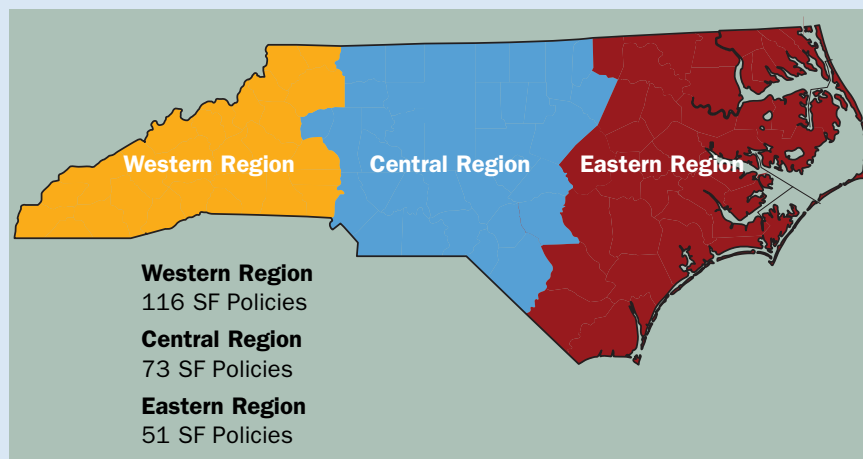 Western Region
Central Region
Eastern Region
Western Region
116 SF Policies
Central Region
73 SF Policies
Eastern Region
51 SF Policies